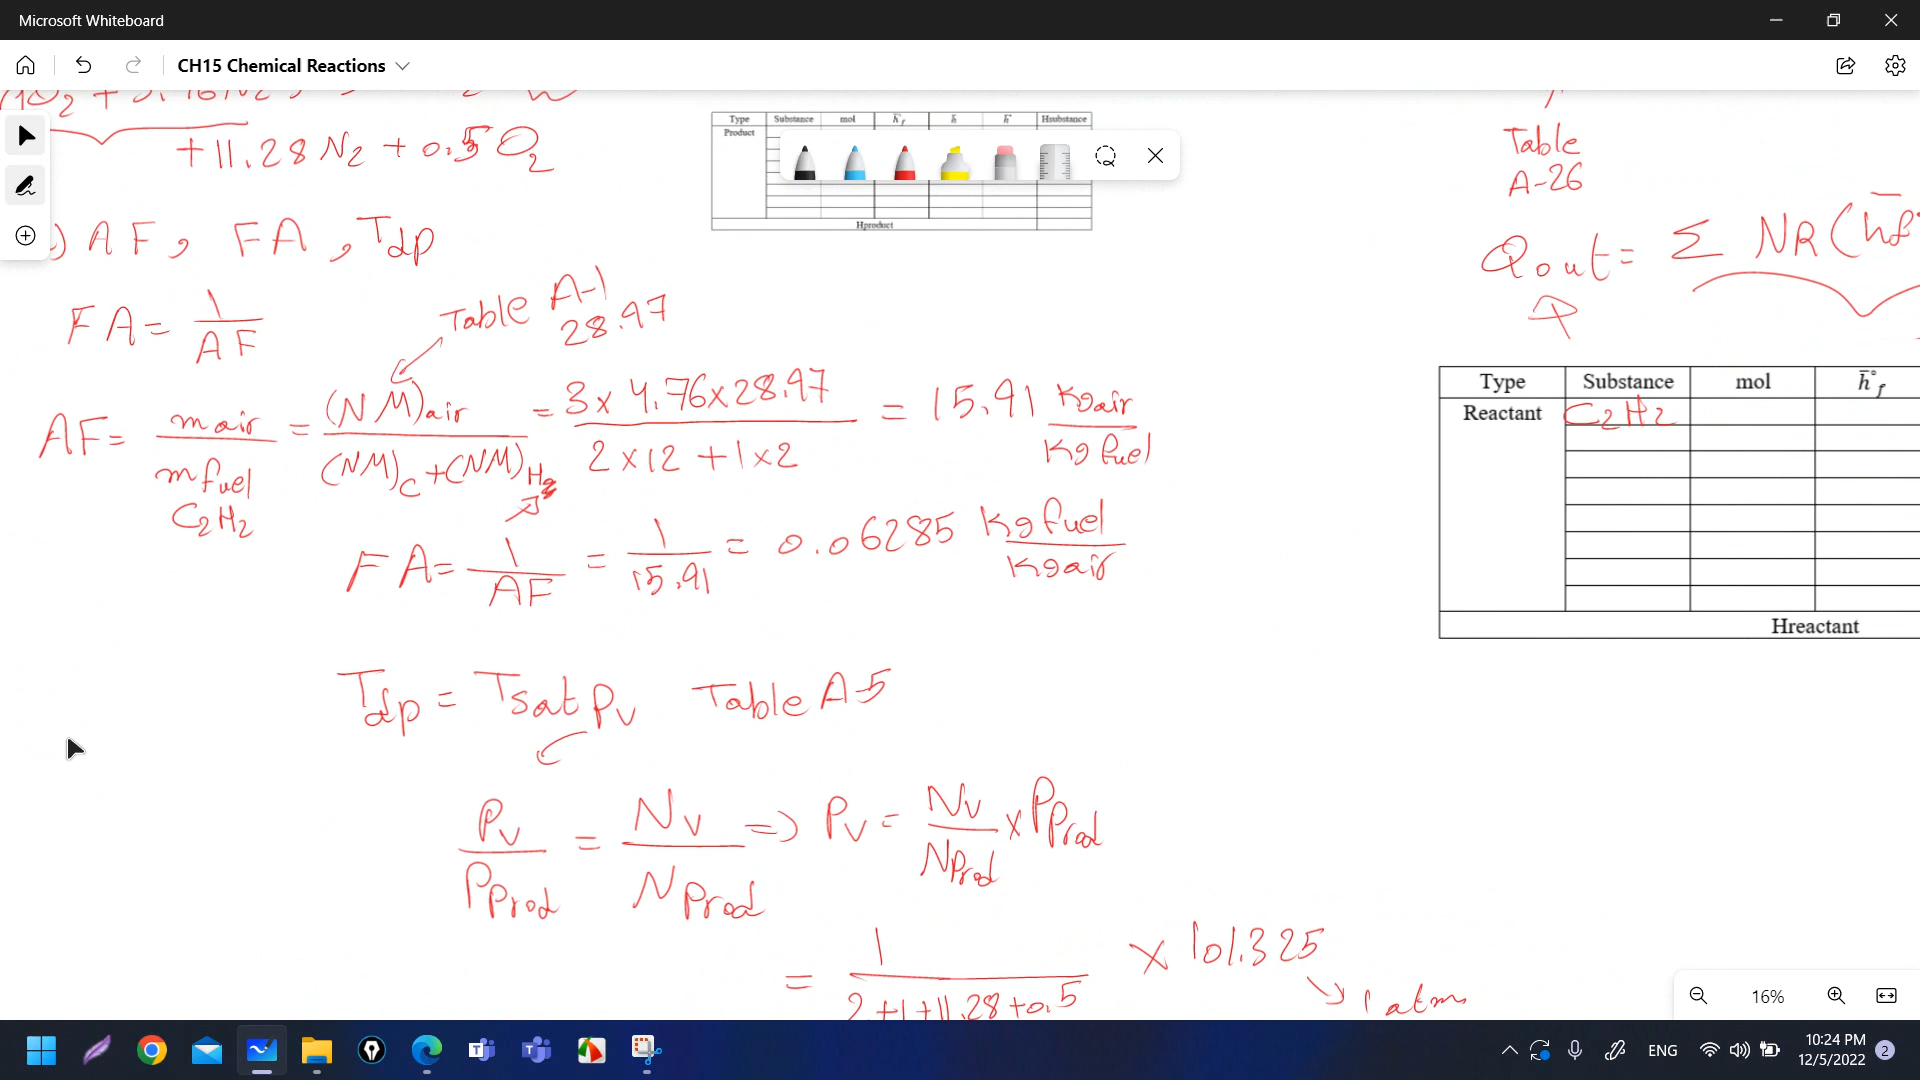 Microsoft Whiteboard
CH15 Chemical Reactions
+ 11.28 N2 + 0.5 O2
AF, FA, Tdp
FA = 1/AF
Table A-1
28.97
AF = m air / m fuel C2H2 = (NM)air / (NM)C + (NM)H2 = 3 x 4.76 x 28.97 / 2 x 12 + 1 x 2 = 15.91 Kg air / Kg fuel
FA = 1/AF = 1/15.91 = 0.06285 Kg fuel / Kg air
Tdp = Tsat Pv Table A-5
Pv / Pprod = Nv / Nprod => Pv = Nv / Nprod x Pprod
= 1 / 2+1+11.28+0.5 x 101.325
1 atm
Type Substance mol h̄°f h̄ h̄° Hsubstance
Product
Hproduct
Table
A-26
Qout = Σ NR (h̄f°
Type Substance mol h̄°f
Reactant C2H2
Hreactant
16%
ENG
10:24 PM
12/5/2022
2